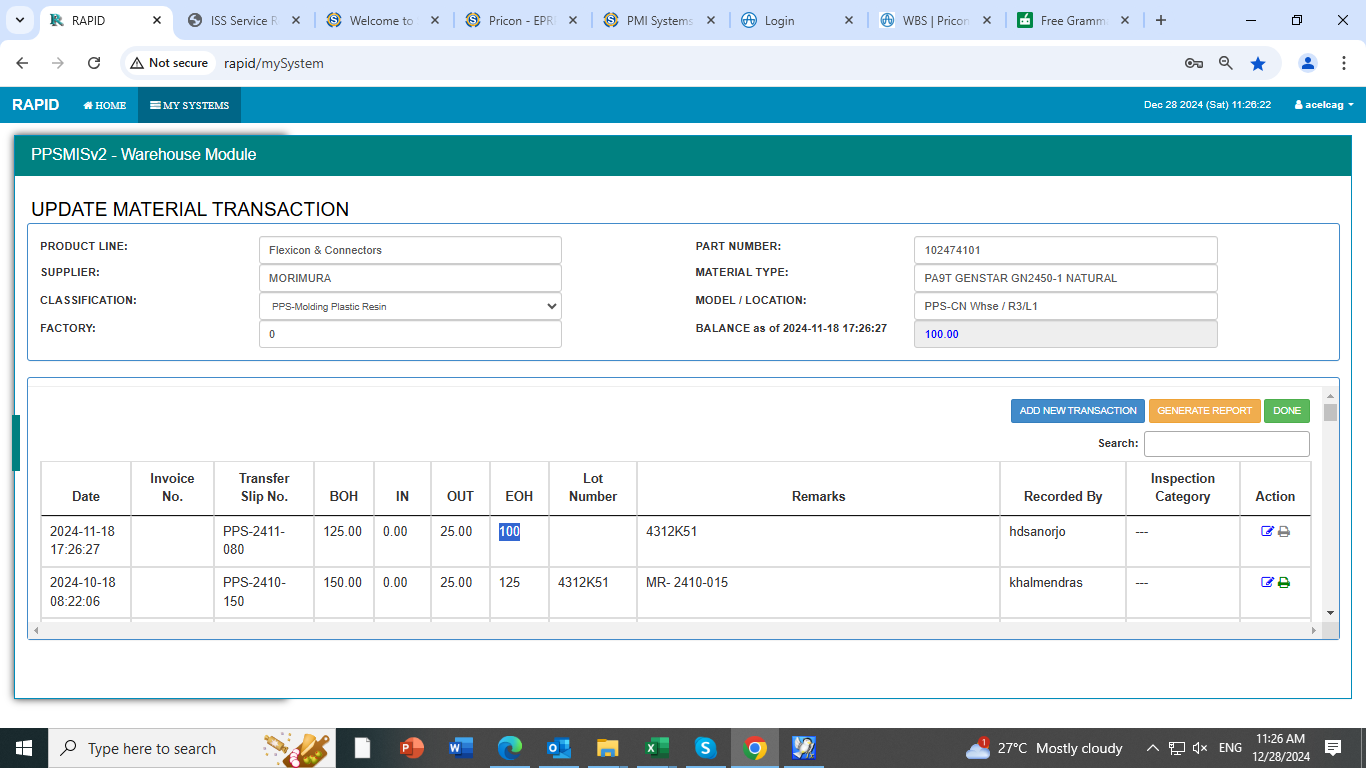 RAPID
ISS Service R
Welcome to
Pricon - EPR
PMI Systems
Login
WBS | Pricon
Free Gramm
Not secure
rapid/mySystem
RAPID
HOME
MY SYSTEMS
Dec 28 2024 (Sat) 11:26:22
acelcag
PPSMISv2 - Warehouse Module
UPDATE MATERIAL TRANSACTION
PRODUCT LINE:
Flexicon & Connectors
SUPPLIER:
MORIMURA
CLASSIFICATION:
PPS-Molding Plastic Resin
FACTORY:
0
PART NUMBER:
102474101
MATERIAL TYPE:
PA9T GENSTAR GN2450-1 NATURAL
MODEL / LOCATION:
PPS-CN Whse / R3/L1
BALANCE as of 2024-11-18 17:26:27
100.00
ADD NEW TRANSACTION
GENERATE REPORT
DONE
Search:
Date
Invoice
No.
Transfer
Slip No.
BOH
IN
OUT
EOH
Lot
Number
Remarks
Recorded By
Inspection
Category
Action
2024-11-18
17:26:27
PPS-2411-
080
125.00
0.00
25.00
100
4312K51
hdsanorjo
---
2024-10-18
08:22:06
PPS-2410-
150
150.00
0.00
25.00
125
4312K51
MR- 2410-015
khalmendras
---
Type here to search
1
27°C Mostly cloudy
ENG
11:26 AM
12/28/2024